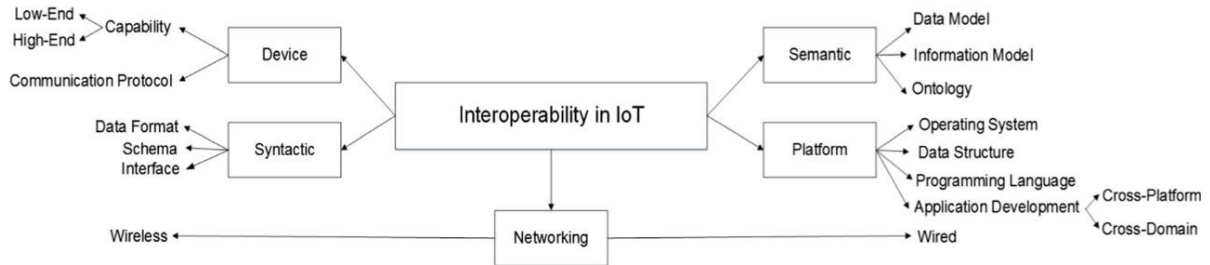 Low-End
High-End
Capability
Communication Protocol
Device
Data Format
Schema
Interface
Syntactic
Interoperability in IoT
Semantic
Data Model
Information Model
Ontology
Platform
Operating System
Data Structure
Programming Language
Application Development
Cross-Platform
Cross-Domain
Wireless
Networking
Wired